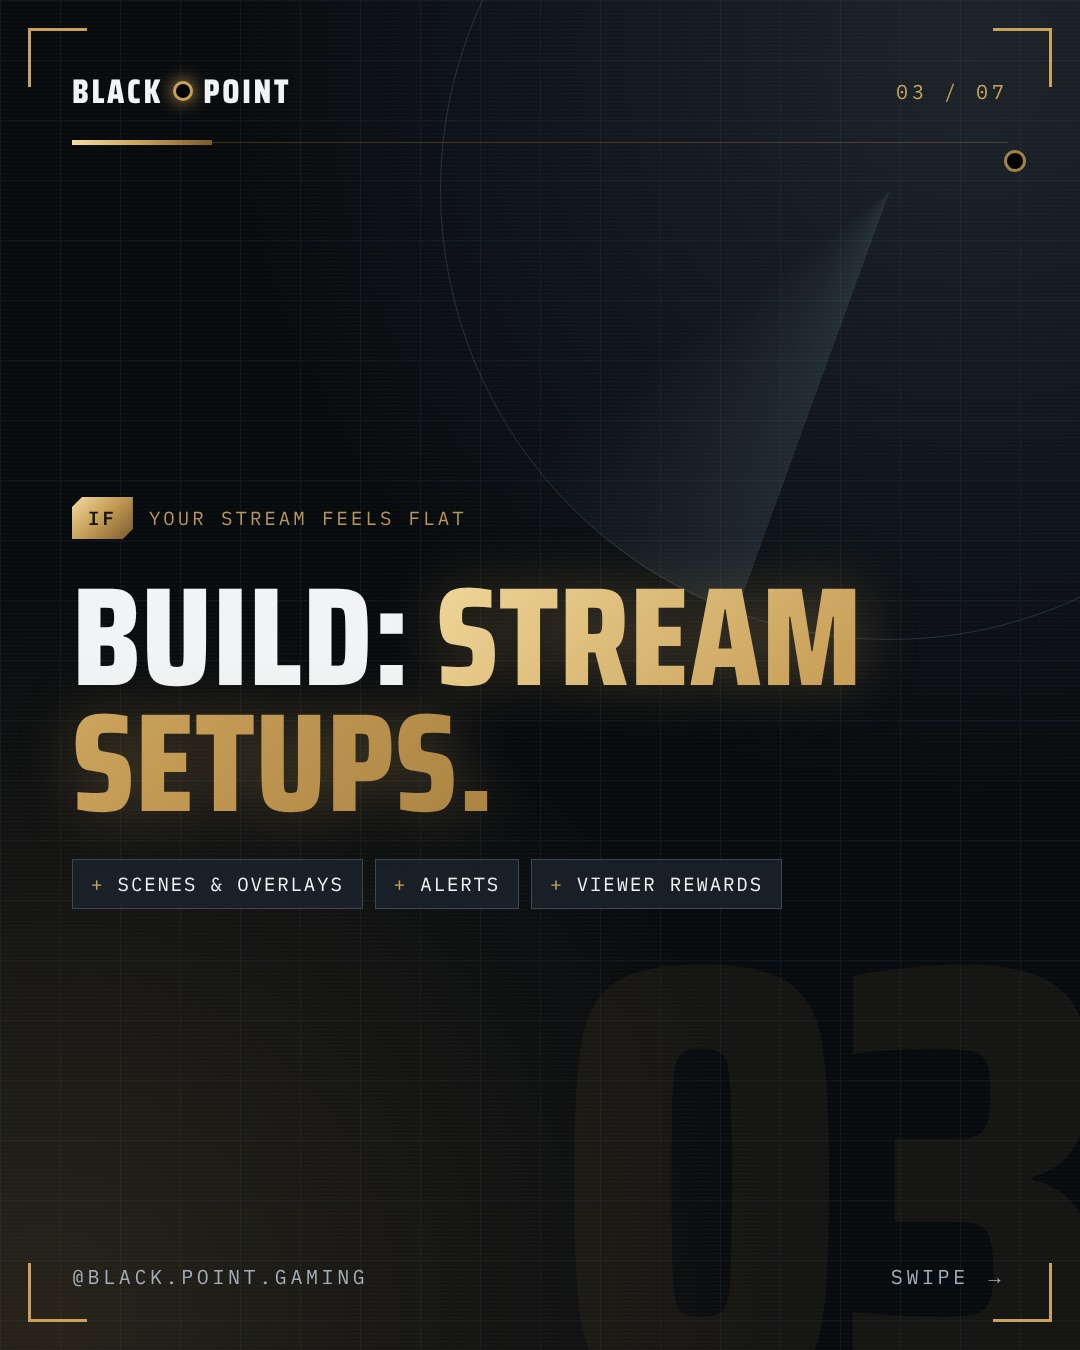 BLACK POINT
03 / 07
IF YOUR STREAM FEELS FLAT
BUILD: STREAM
SETUPS.
+ SCENES & OVERLAYS + ALERTS + VIEWER REWARDS
03
@BLACK.POINT.GAMING
SWIPE →